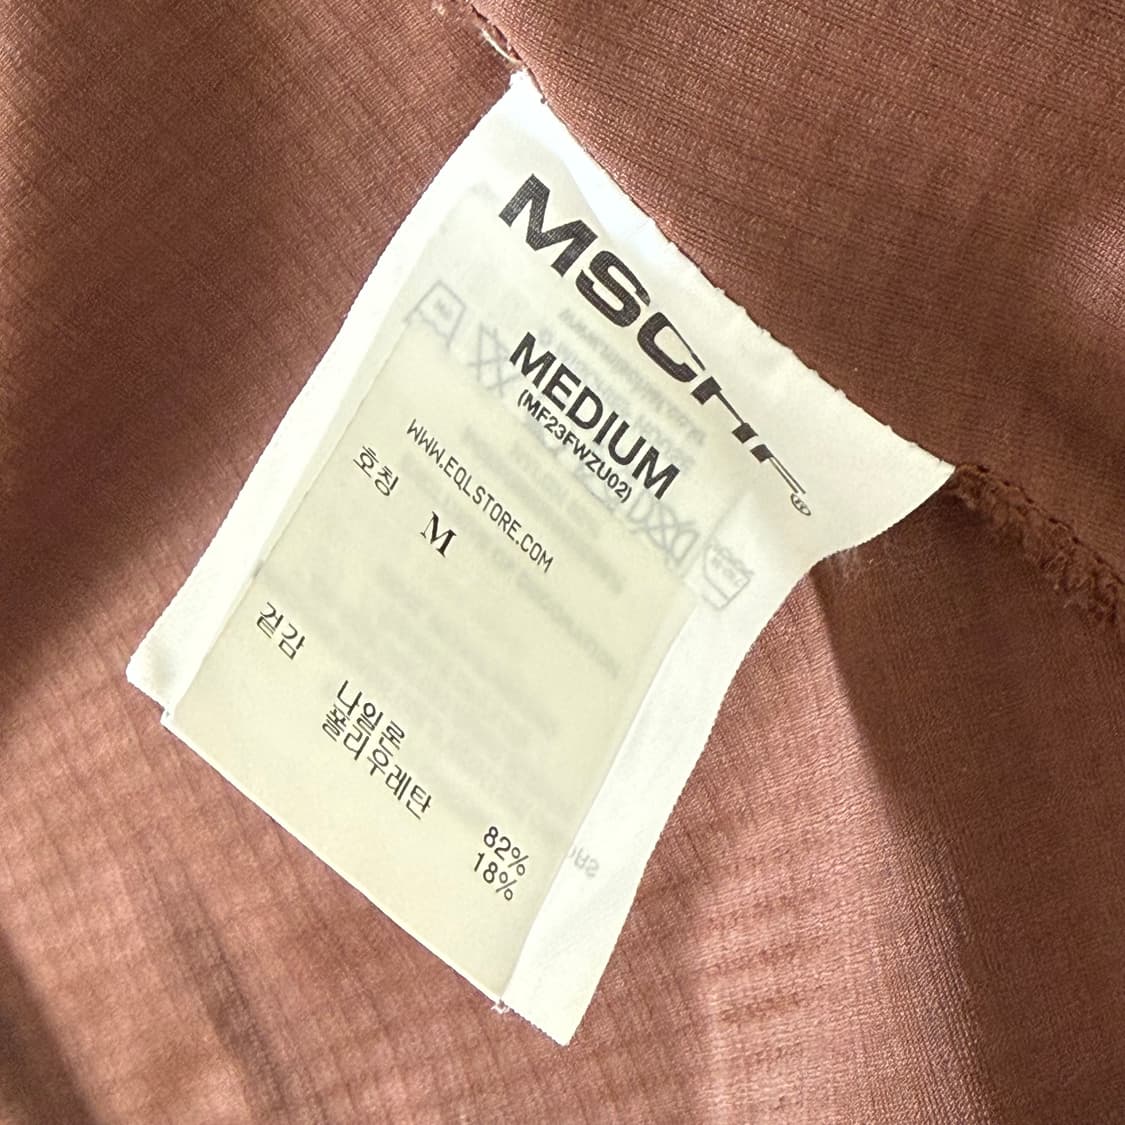 MSCHF®
MEDIUM
(MF23FWZU02)
WWW.EQLSTORE.COM
호칭 M
겉감
나일론 82%
폴리우레탄 18%